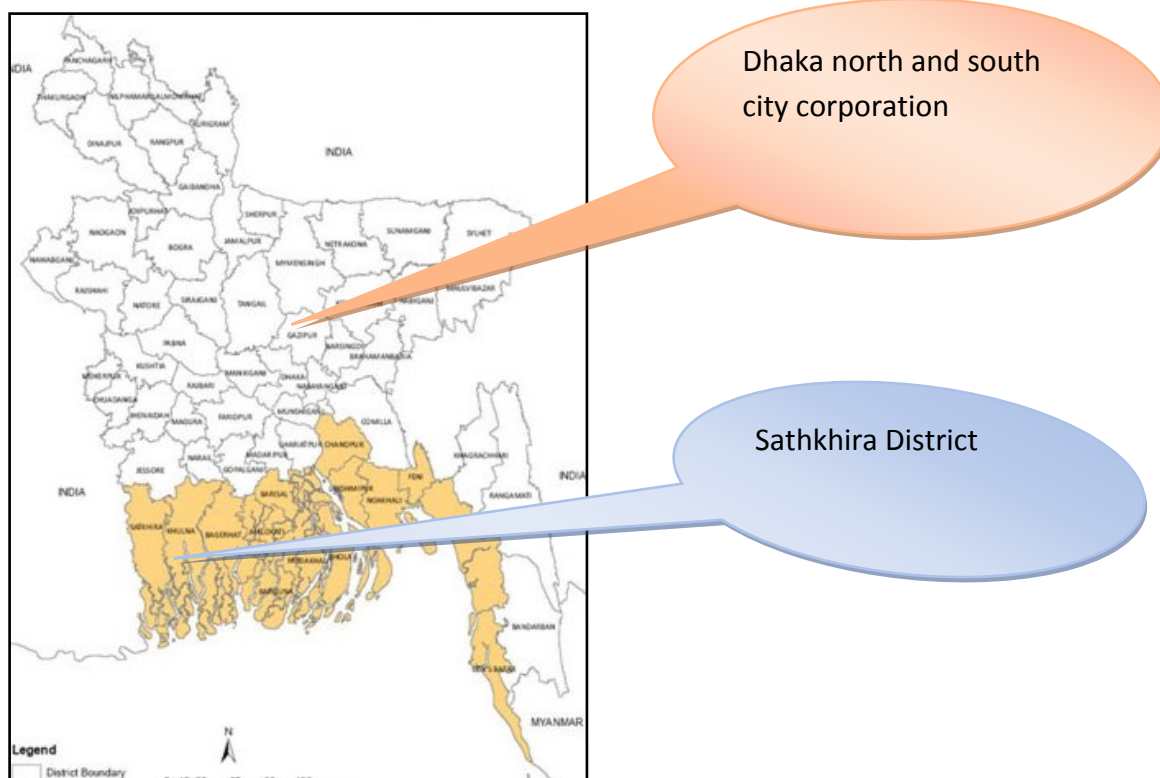 Dhaka north and south
city corporation
Sathkhira District
INDIA
PANCHAGARH
THAKURGAON
NILPHAMARI
LALMONIRHAT
KURIGRAM
DINAJPUR
RANGPUR
INDIA
GAIBANDHA
JOYPURHAT
SHERPUR
NAOGAON
BOGRA
JAMALPUR
NETRAKONA
SUNAMGANJ
SYLHET
NAWABGANJ
MYMENSINGH
RAJSHAHI
NATORE
SIRAJGANJ
TANGAIL
HABIGANJ
MAULVIBAZAR
GAZIPUR
PABNA
NARSINGDI
BRAHAMANBARIA
KUSHTIA
MEHERPUR
MANIKGANJ
DHAKA
RAJBARI
NARAYANGANJ
CHUADANGA
JHENAIDAH
MAGURA
FARIDPUR
MUNSHIGANJ
COMILLA
SHARIATPUR
CHANDPUR
MADARIPUR
NARAIL
GOPALGANJ
JESSORE
KHAGRACHHARI
INDIA
INDIA
FENI
LAKSHMIPUR
NOAKHALI
RANGAMATI
BARISAL
SATKHIRA
KHULNA
BAGERHAT
JHALOKATI
BHOLA
PATUAKHALI
BARGUNA
BANDARBAN
COX'S BAZAR
MYANMAR
N
Legend
District Boundary